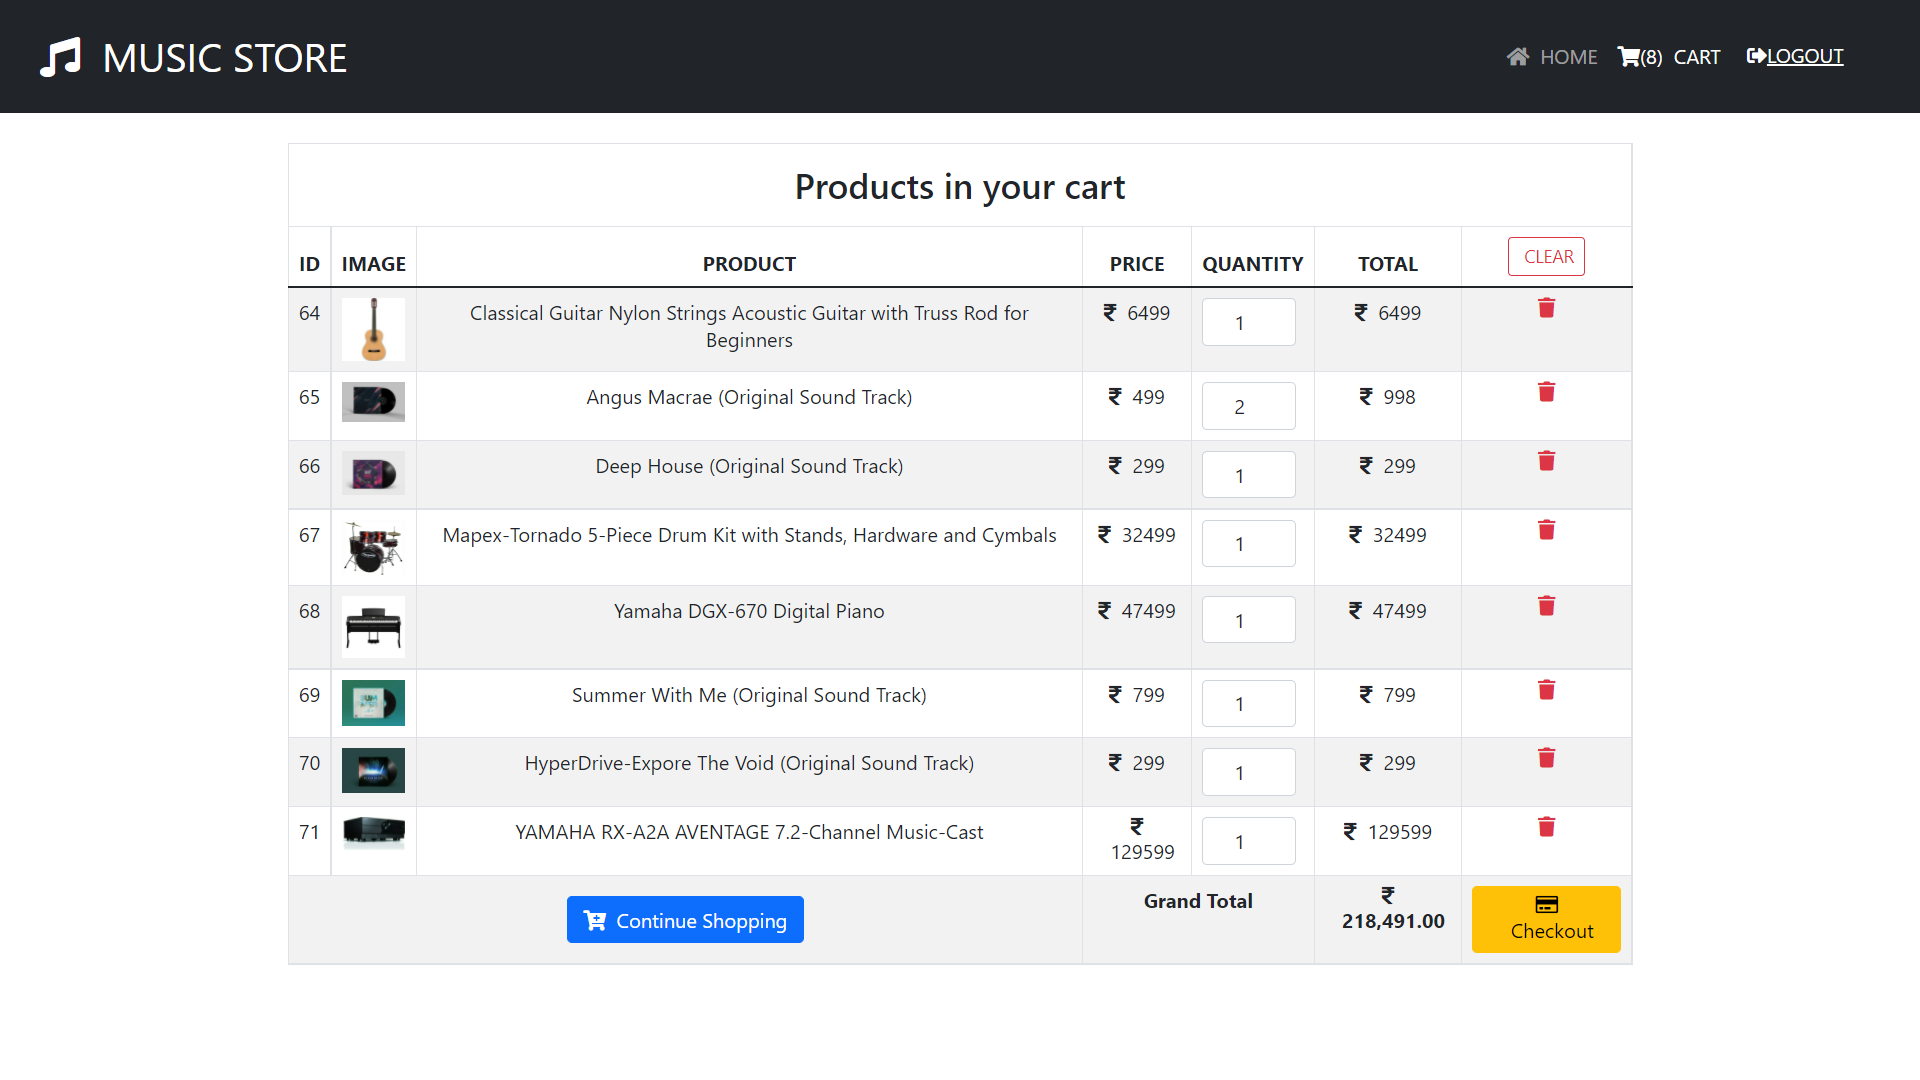 MUSIC STORE
HOME (8) CART LOGOUT
Products in your cart
ID IMAGE PRODUCT PRICE QUANTITY TOTAL CLEAR
64 Classical Guitar Nylon Strings Acoustic Guitar with Truss Rod for Beginners ₹ 6499 1 ₹ 6499
65 Angus Macrae (Original Sound Track) ₹ 499 2 ₹ 998
66 Deep House (Original Sound Track) ₹ 299 1 ₹ 299
67 Mapex-Tornado 5-Piece Drum Kit with Stands, Hardware and Cymbals ₹ 32499 1 ₹ 32499
68 Yamaha DGX-670 Digital Piano ₹ 47499 1 ₹ 47499
69 Summer With Me (Original Sound Track) ₹ 799 1 ₹ 799
70 HyperDrive-Expore The Void (Original Sound Track) ₹ 299 1 ₹ 299
71 YAMAHA RX-A2A AVENTAGE 7.2-Channel Music-Cast ₹ 129599 1 ₹ 129599
Continue Shopping Grand Total ₹ 218,491.00 Checkout